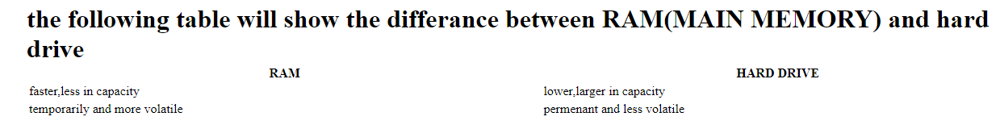 the following table will show the differance between RAM(MAIN MEMORY) and hard
drive
RAM HARD DRIVE
faster,less in capacity lower,larger in capacity
temporarily and more volatile permenant and less volatile